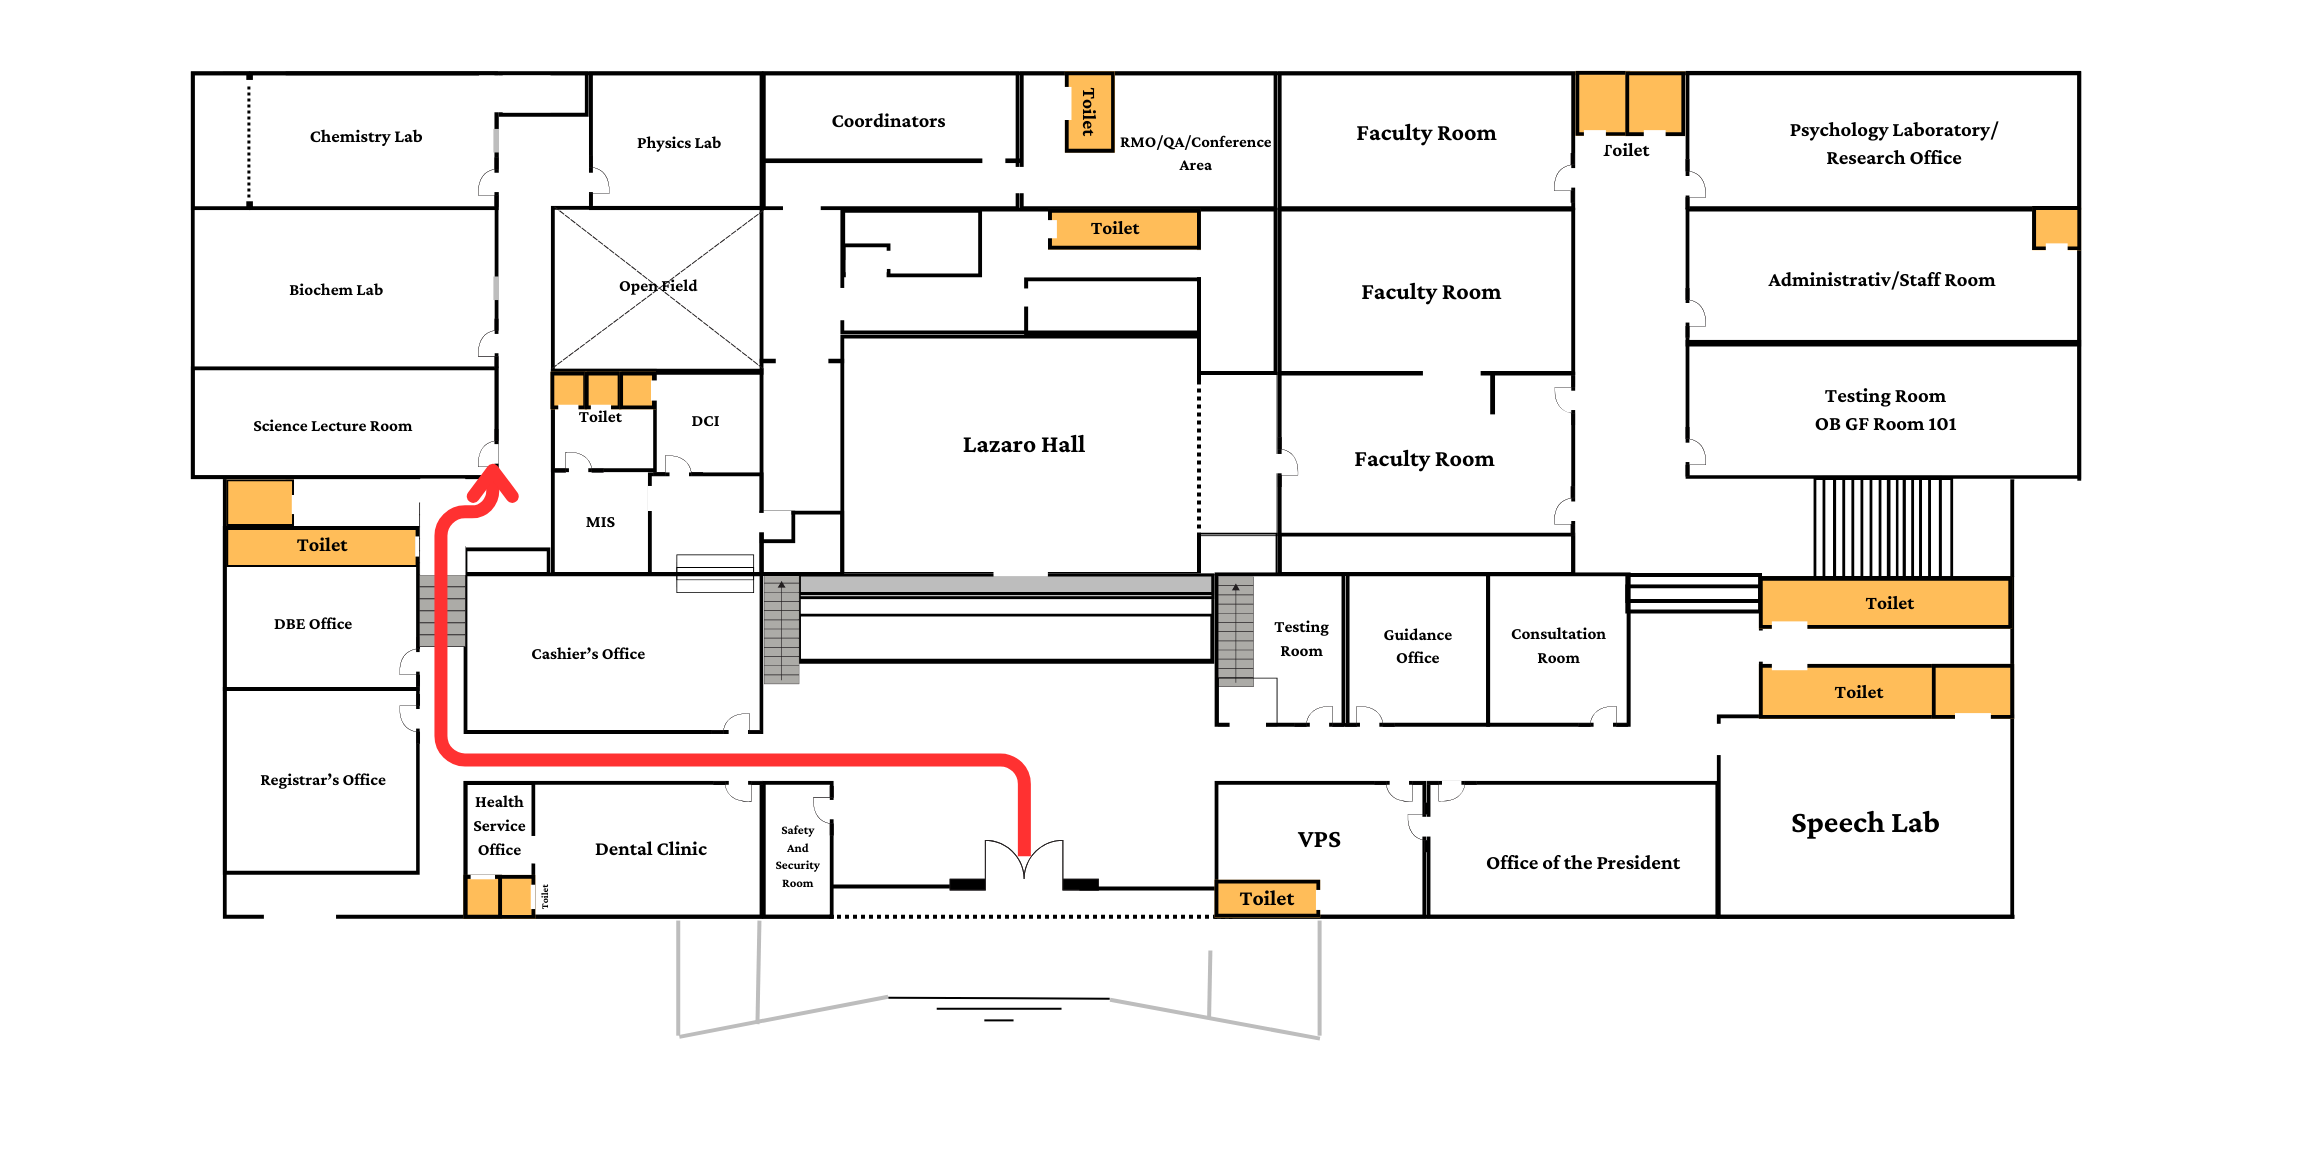 Chemistry Lab
Physics Lab
Coordinators
Toilet
RMO/QA/Conference
Area
Faculty Room
Toilet
Psychology Laboratory/
Research Office
Biochem Lab
Open Field
Toilet
Faculty Room
Administrativ/Staff Room
Science Lecture Room
Toilet
DCI
Lazaro Hall
Faculty Room
Testing Room
OB GF Room 101
MIS
Toilet
DBE Office
Cashier's Office
Testing
Room
Guidance
Office
Consultation
Room
Toilet
Toilet
Registrar's Office
Health
Service
Office
Toilet
Dental Clinic
Safety
And
Security
Room
VPS
Toilet
Office of the President
Speech Lab